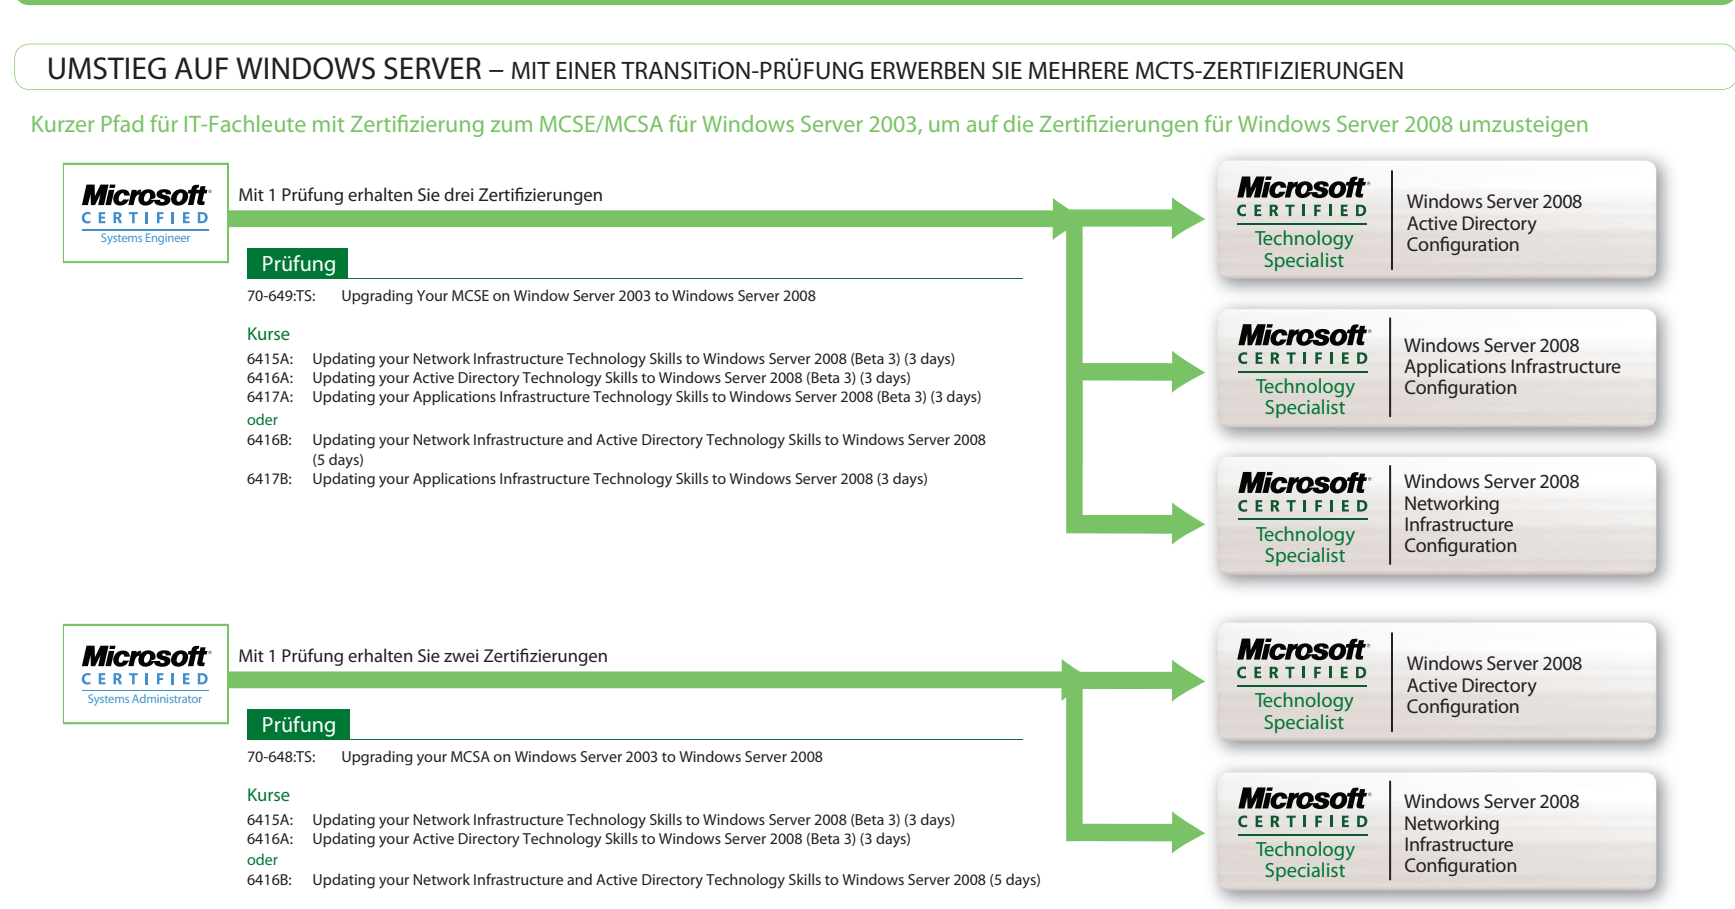 UMSTIEG AUF WINDOWS SERVER – MIT EINER TRANSITiON-PRÜFUNG ERWERBEN SIE MEHRERE MCTS-ZERTIFIZIERUNGEN
Kurzer Pfad für IT-Fachleute mit Zertifizierung zum MCSE/MCSA für Windows Server 2003, um auf die Zertifizierungen für Windows Server 2008 umzusteigen
Microsoft®
CERTIFIED
Systems Engineer
Mit 1 Prüfung erhalten Sie drei Zertifizierungen
Prüfung
70-649:TS: Upgrading Your MCSE on Window Server 2003 to Windows Server 2008
Kurse
6415A: Updating your Network Infrastructure Technology Skills to Windows Server 2008 (Beta 3) (3 days)
6416A: Updating your Active Directory Technology Skills to Windows Server 2008 (Beta 3) (3 days)
6417A: Updating your Applications Infrastructure Technology Skills to Windows Server 2008 (Beta 3) (3 days)
oder
6416B: Updating your Network Infrastructure and Active Directory Technology Skills to Windows Server 2008
(5 days)
6417B: Updating your Applications Infrastructure Technology Skills to Windows Server 2008 (3 days)
Microsoft®
CERTIFIED
Technology
Specialist
Windows Server 2008
Active Directory
Configuration
Microsoft®
CERTIFIED
Technology
Specialist
Windows Server 2008
Applications Infrastructure
Configuration
Microsoft®
CERTIFIED
Technology
Specialist
Windows Server 2008
Networking
Infrastructure
Configuration
Microsoft®
CERTIFIED
Systems Administrator
Mit 1 Prüfung erhalten Sie zwei Zertifizierungen
Prüfung
70-648:TS: Upgrading your MCSA on Window Server 2003 to Windows Server 2008
Kurse
6415A: Updating your Network Infrastructure Technology Skills to Windows Server 2008 (Beta 3) (3 days)
6416A: Updating your Active Directory Technology Skills to Windows Server 2008 (Beta 3) (3 days)
oder
6416B: Updating your Network Infrastructure and Active Directory Technology Skills to Windows Server 2008 (5 days)
Microsoft®
CERTIFIED
Technology
Specialist
Windows Server 2008
Active Directory
Configuration
Microsoft®
CERTIFIED
Technology
Specialist
Windows Server 2008
Networking
Infrastructure
Configuration